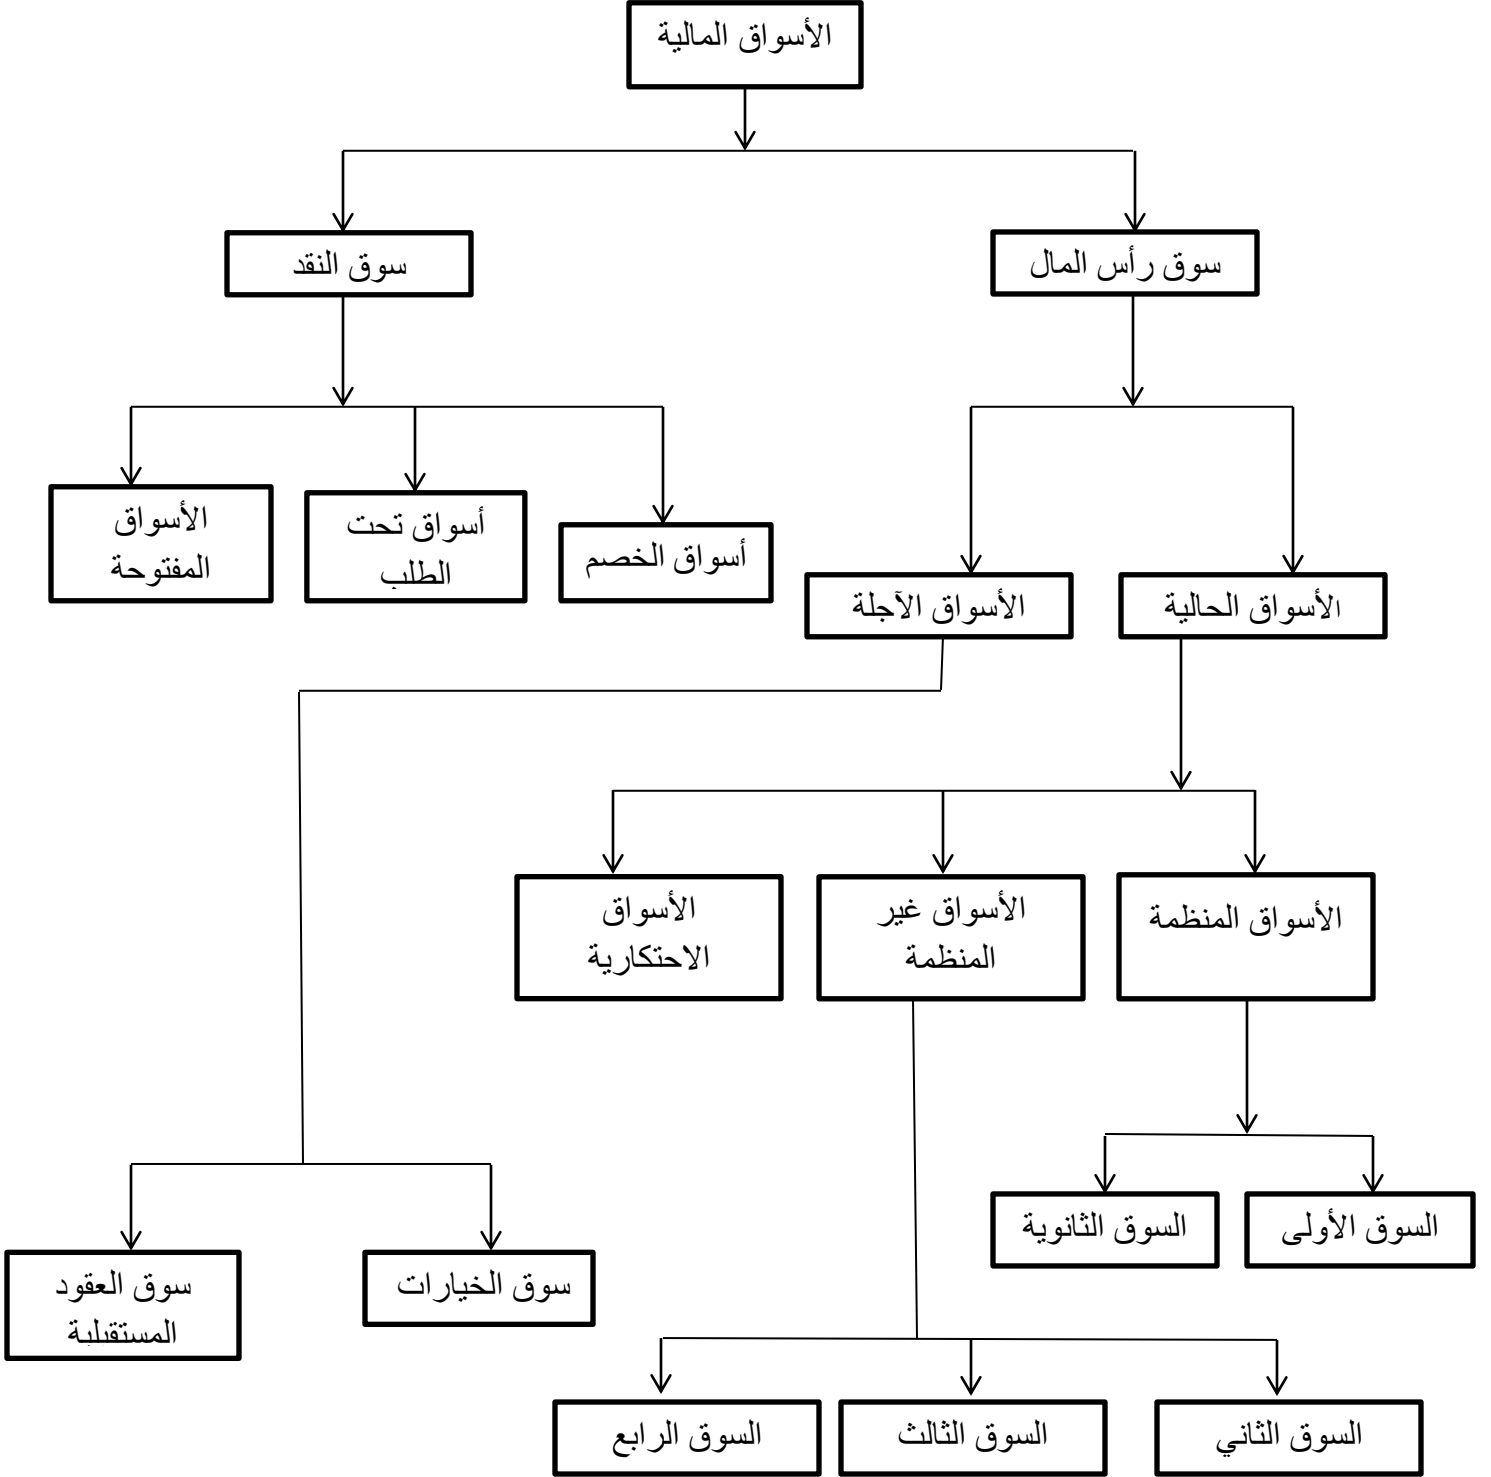 الأسواق المالية
سوق رأس المال
سوق النقد
الأسواق الحالية
الأسواق الآجلة
أسواق الخصم
أسواق تحت
الطلب
الأسواق
المفتوحة
الأسواق المنظمة
الأسواق غير
المنظمة
الأسواق
الاحتكارية
السوق الأولى
السوق الثانوية
سوق الخيارات
سوق العقود
المستقبلية
السوق الثاني
السوق الثالث
السوق الرابع